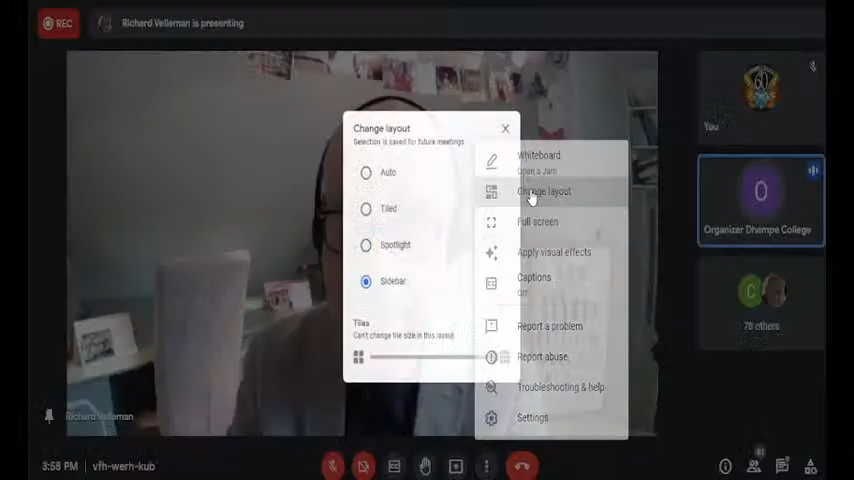 REC
Richard Velleman is presenting
Change layout
Selection is saved for future meetings
Auto
Tiled
Spotlight
Sidebar
Tiles
Can't change tile size in this layout.
Whiteboard
Open a Jam
Change layout
Full screen
Apply visual effects
Captions
Off
Report a problem
Report abuse
Troubleshooting & help
Settings
60
You
O
Organizer Dhempe College
C
78 others
Richard Velleman
3:58 PM
vfh-werh-kub
81